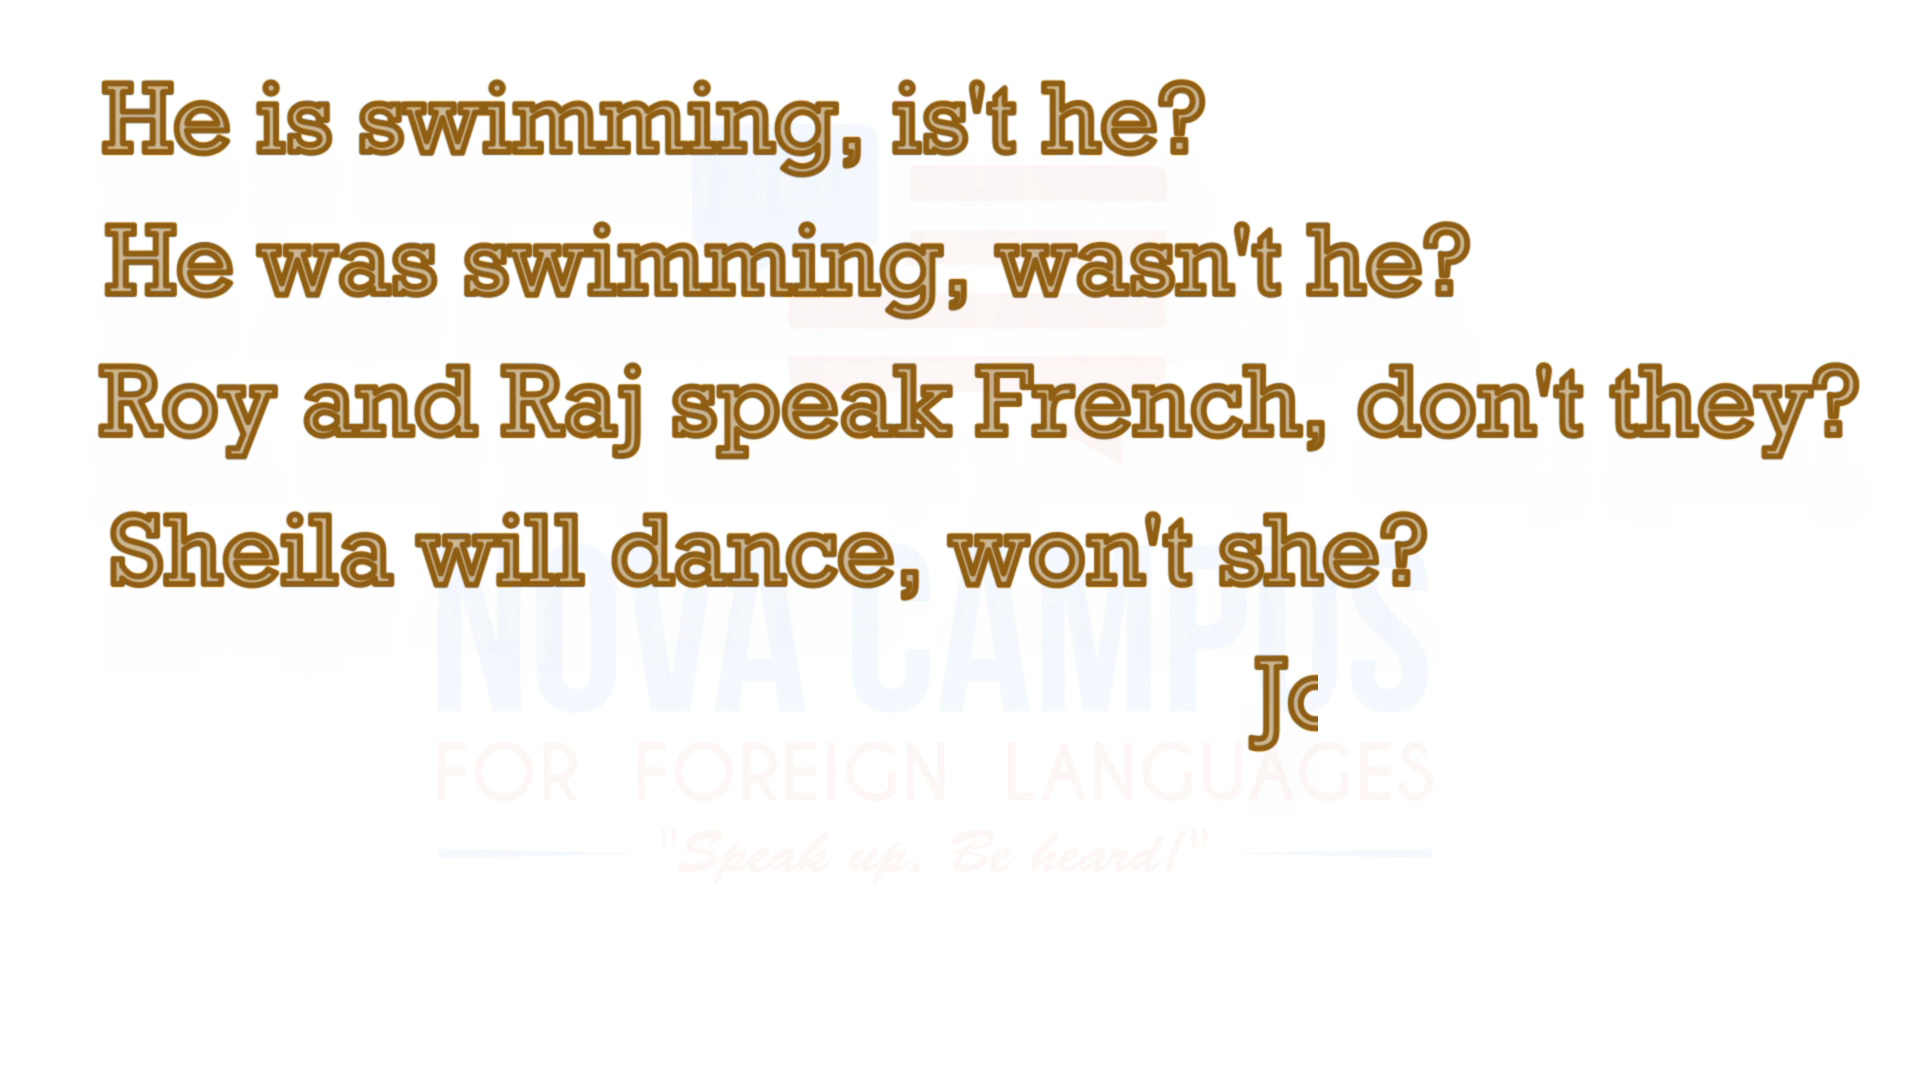 He is swimming, is't he?
He was swimming, wasn't he?
Roy and Raj speak French, don't they?
Sheila will dance, won't she?
NOVA CAMPUS
FOR FOREIGN LANGUAGES
"Speak up. Be heard!"